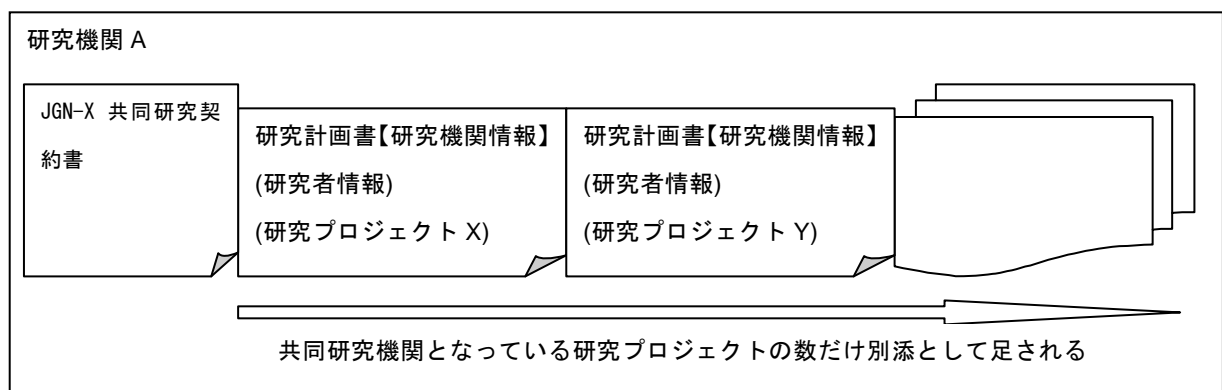 研究機関 A
JGN-X 共同研究契
約書
研究計画書【研究機関情報】
(研究者情報)
(研究プロジェクト X)
研究計画書【研究機関情報】
(研究者情報)
(研究プロジェクト Y)
共同研究機関となっている研究プロジェクトの数だけ別添として足される